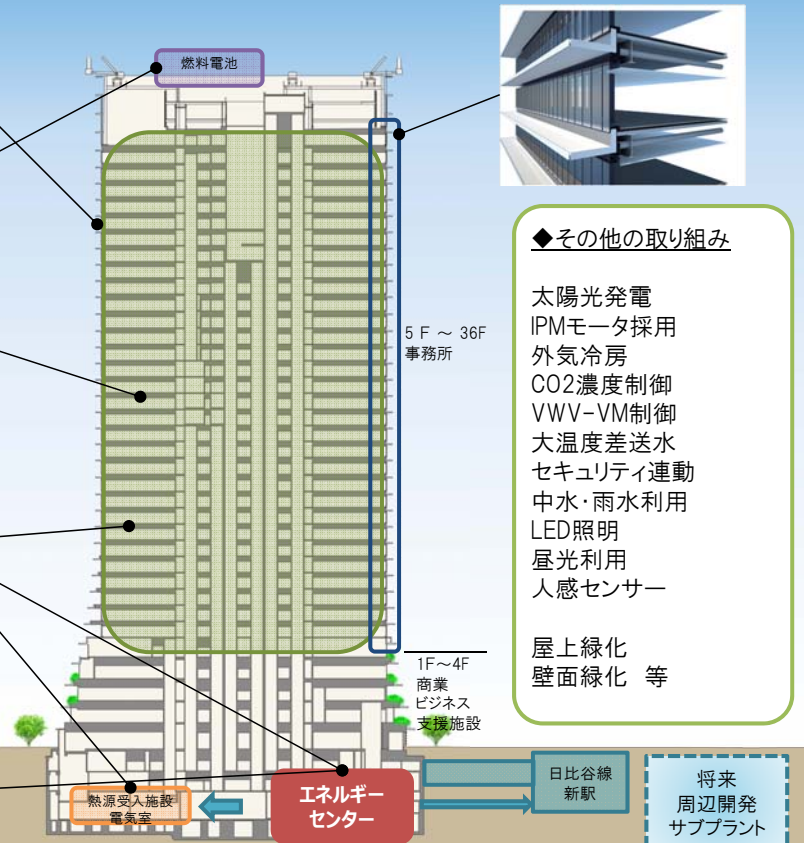 燃料電池
◆その他の取り組み
太陽光発電
IPMモータ採用
外気冷房
CO2濃度制御
VWV-VM制御
大温度差送水
セキュリティ連動
中水・雨水利用
LED照明
昼光利用
人感センサー
屋上緑化
壁面緑化 等
5F ～ 36F
事務所
1F～4F
商業
ビジネス
支援施設
熱源受入施設
電気室
エネルギー
センター
日比谷線
新駅
将来
周辺開発
サブプラント